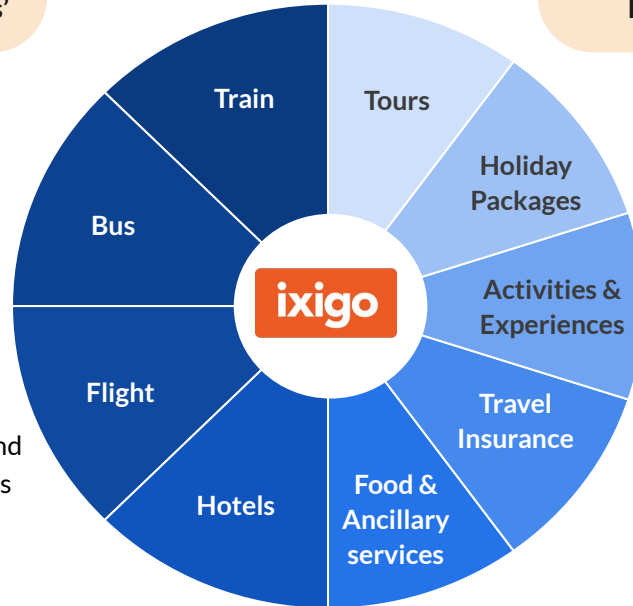 Train
Tours
Holiday
Packages
Bus
Activities &
Experiences
ixigo
Flight
Travel
Insurance
Hotels
Food &
Ancillary
services